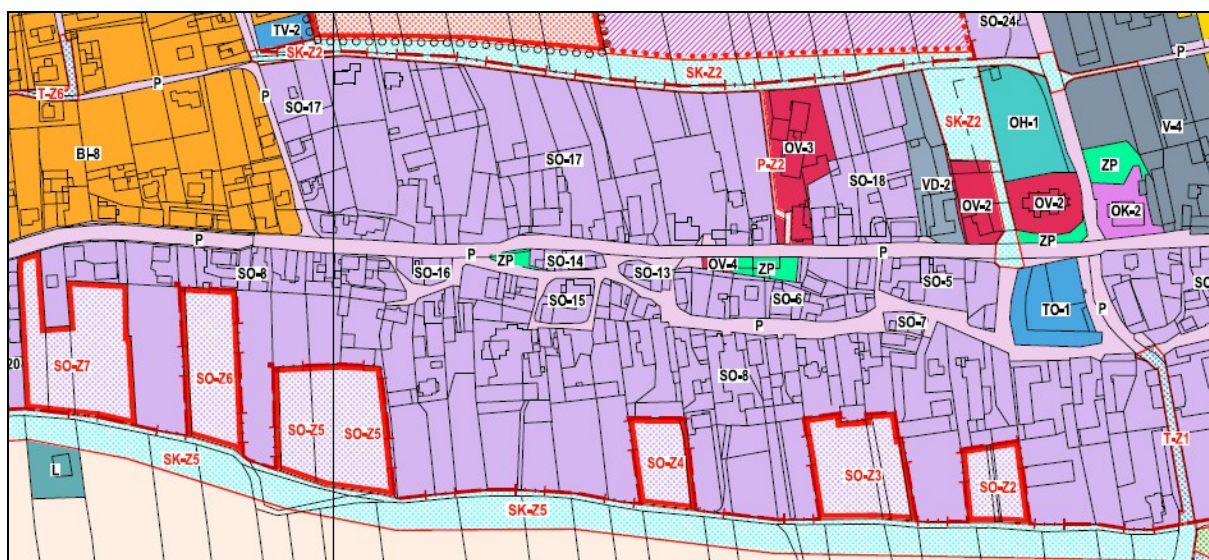 TV-2
SO-24
SK-Z2
SK-Z2
P
T-Z6
P
SO-17
SK-Z2
OH-1
V-4
BI-8
SO-17
P-Z2
OV-3
SO-18
VD-2
ZP
OV-2
OV-2
OK-2
P
ZP
SO-8
SO-16
P
ZP
SO-14
SO-13
OV-4
ZP
P
SO-5
SO-15
SO-6
TO-1
P
SO-7
P
20
SO-Z7
SO-Z6
SO-8
SO-Z5
SO-Z5
SO-Z4
SO-Z3
SO-Z2
T-Z1
L
SK-Z5
SK-Z5